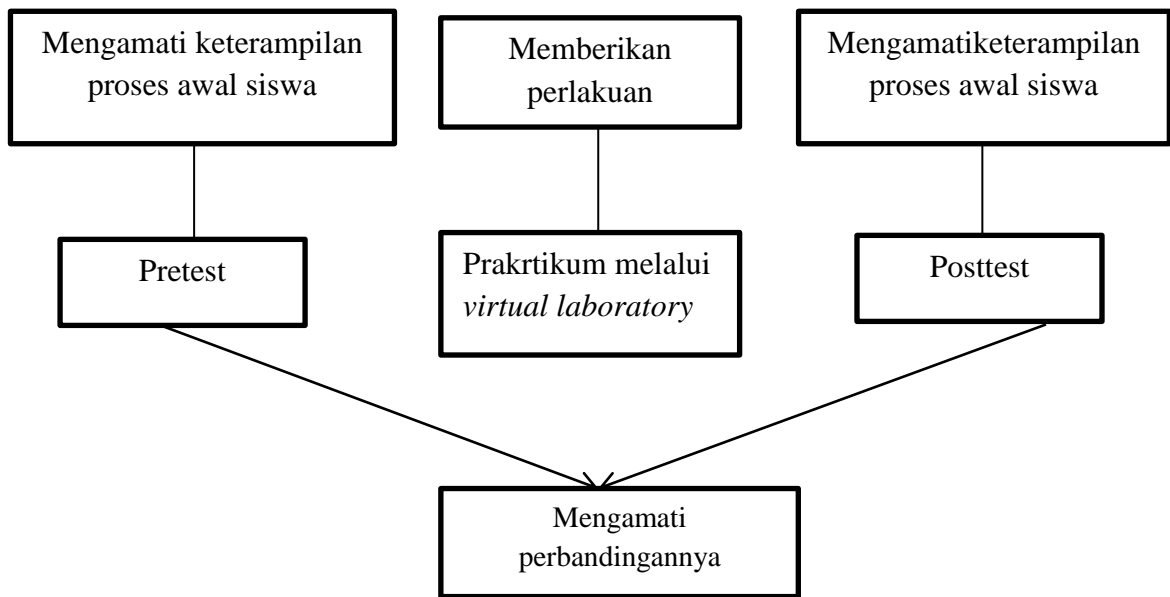 Mengamati keterampilan
proses awal siswa
Memberikan
perlakuan
Mengamatiketerampilan
proses awal siswa
Pretest
Prakrtikum melalui
virtual laboratory
Posttest
Mengamati
perbandingannya